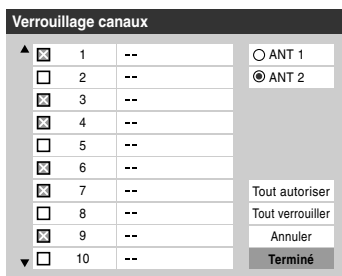 Verrouillage canaux
1 -- ANT 1
2 -- ANT 2
3 --
4 --
5 --
6 --
7 -- Tout autoriser
8 -- Tout verrouiller
9 -- Annuler
10 -- Terminé